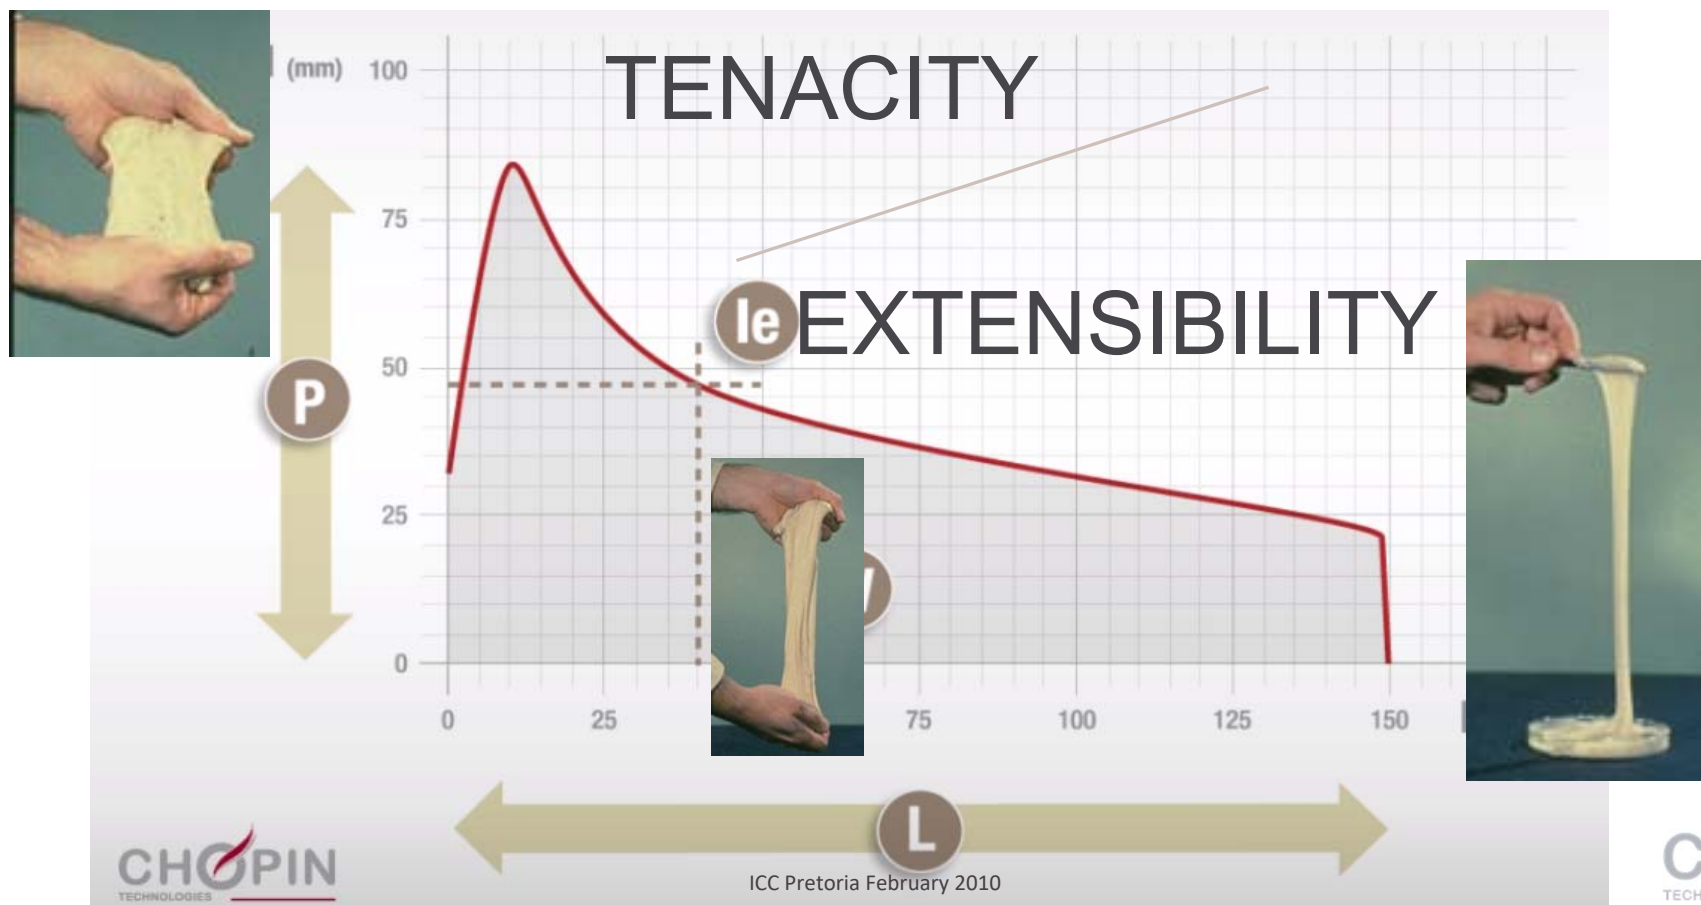 TENACITY
(mm)
100
75
Ie
EXTENSIBILITY
50
P
25
0
0
25
75
100
125
150
L
CHOPIN
TECHNOLOGIES
ICC Pretoria February 2010
C
TECH